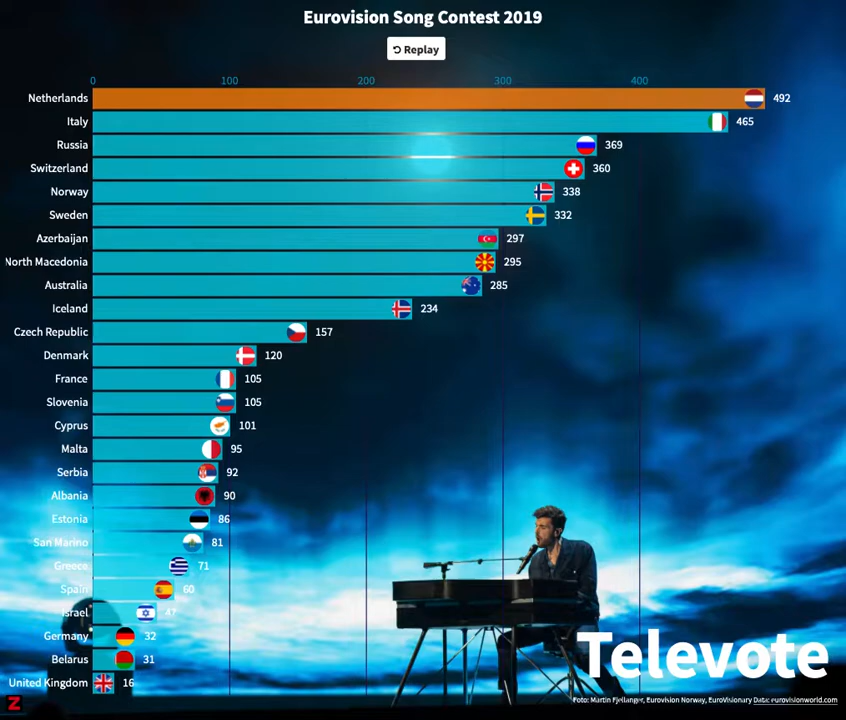 Eurovision Song Contest 2019
Replay
0 100 200 300 400
Netherlands 492
Italy 465
Russia 369
Switzerland 360
Norway 338
Sweden 332
Azerbaijan 297
North Macedonia 295
Australia 285
Iceland 234
Czech Republic 157
Denmark 120
France 105
Slovenia 105
Cyprus 101
Malta 95
Serbia 92
Albania 90
Estonia 86
San Marino 81
Greece 71
Spain 60
Israel 47
Germany 32
Belarus 31
United Kingdom 16
Televote
Z
Foto: Martin Fjellanger, Eurovision Norway, EuroVisionary Data: eurovisionworld.com